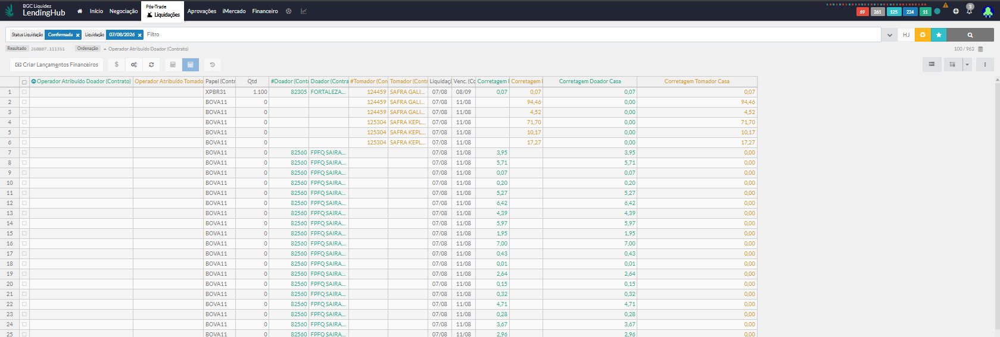 BGC Liquidez
LendingHub
Início
Negociação
Pós-Trade
Liquidações
Aprovações
iMercado
Financeiro
69
261
125
224
11
3
Status Liquidação Confirmada × Liquidação 07/08/2026 × Filtro
HJ
Resultado 260807.111351 Ordenação Operador Atribuído Doador (Contrato)
100 / 963
Criar Lançamentos Financeiros
Operador Atribuído Doador (Contrato) Operador Atribuído Tomado Papel (Contr Qtd #Doador (Contr Doador (Contra #Tomador (Con Tomador (Contr Liquidaçã Venc. (Co Corretagem I Corretagem I Corretagem Doador Casa Corretagem Tomador Casa
1 XPBR31 1.100 82305 FORTALEZA... 124459 SAFRA GALI... 07/08 08/09 0,07 0,07 0,07 0,07
2 BOVA11 0 124459 SAFRA GALI... 07/08 11/08 94,46 0,00 94,46
3 BOVA11 0 124459 SAFRA GALI... 07/08 11/08 4,52 0,00 4,52
4 BOVA11 0 125304 SAFRA KEPL... 07/08 11/08 71,70 0,00 71,70
5 BOVA11 0 125304 SAFRA KEPL... 07/08 11/08 10,17 0,00 10,17
6 BOVA11 0 125304 SAFRA KEPL... 07/08 11/08 17,27 0,00 17,27
7 BOVA11 0 82560 FPFQ SAIRA... 07/08 11/08 3,95 3,95 0,00
8 BOVA11 0 82560 FPFQ SAIRA... 07/08 11/08 5,71 5,71 0,00
9 BOVA11 0 82560 FPFQ SAIRA... 07/08 11/08 0,07 0,07 0,00
10 BOVA11 0 82560 FPFQ SAIRA... 07/08 11/08 0,20 0,20 0,00
11 BOVA11 0 82560 FPFQ SAIRA... 07/08 11/08 5,27 5,27 0,00
12 BOVA11 0 82560 FPFQ SAIRA... 07/08 11/08 6,42 6,42 0,00
13 BOVA11 0 82560 FPFQ SAIRA... 07/08 11/08 4,39 4,39 0,00
14 BOVA11 0 82560 FPFQ SAIRA... 07/08 11/08 5,97 5,97 0,00
15 BOVA11 0 82560 FPFQ SAIRA... 07/08 11/08 1,95 1,95 0,00
16 BOVA11 0 82560 FPFQ SAIRA... 07/08 11/08 7,00 7,00 0,00
17 BOVA11 0 82560 FPFQ SAIRA... 07/08 11/08 0,43 0,43 0,00
18 BOVA11 0 82560 FPFQ SAIRA... 07/08 11/08 0,01 0,01 0,00
19 BOVA11 0 82560 FPFQ SAIRA... 07/08 11/08 2,64 2,64 0,00
20 BOVA11 0 82560 FPFQ SAIRA... 07/08 11/08 0,15 0,15 0,00
21 BOVA11 0 82560 FPFQ SAIRA... 07/08 11/08 0,32 0,32 0,00
22 BOVA11 0 82560 FPFQ SAIRA... 07/08 11/08 4,71 4,71 0,00
23 BOVA11 0 82560 FPFQ SAIRA... 07/08 11/08 0,28 0,28 0,00
24 BOVA11 0 82560 FPFQ SAIRA... 07/08 11/08 3,67 3,67 0,00
25 BOVA11 0 82560 FPFQ SAIRA... 07/08 11/08 2,96 2,96 0,00